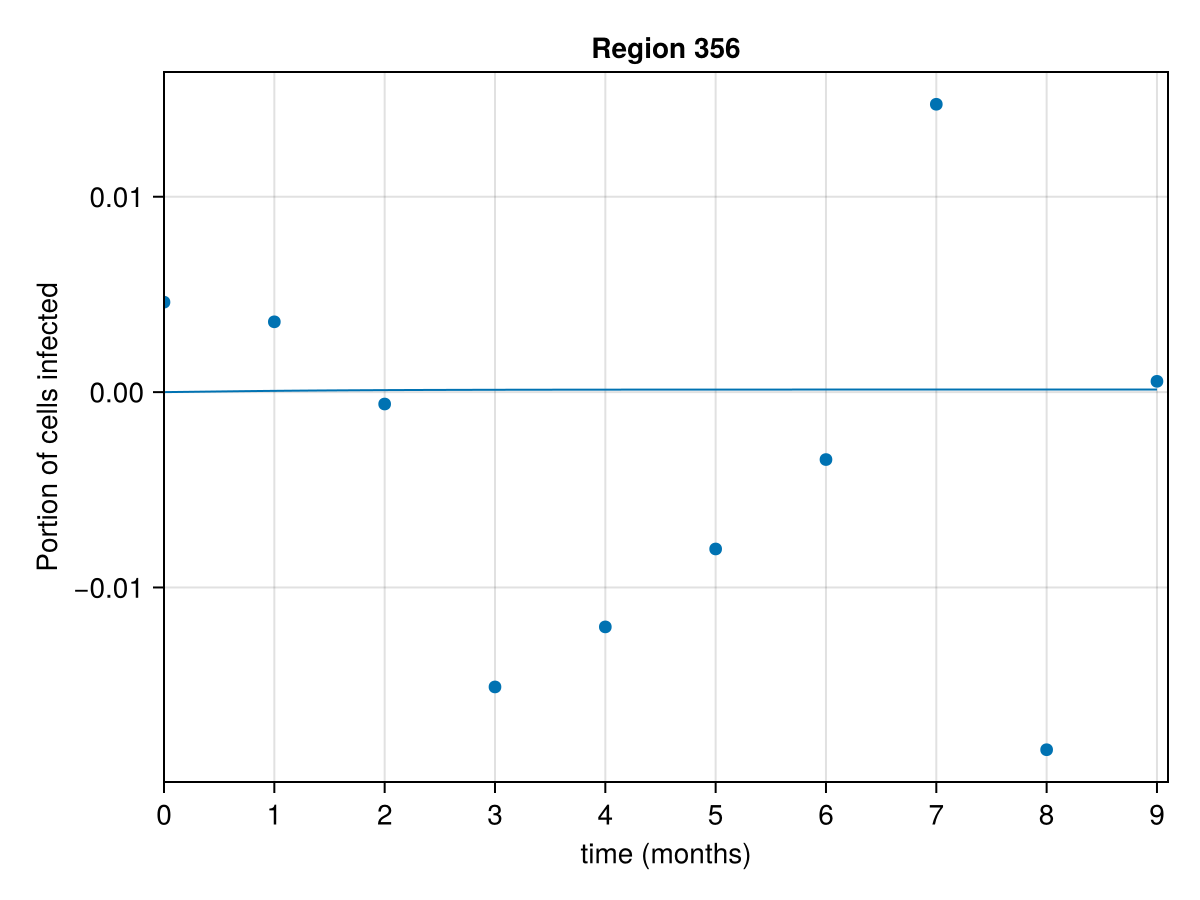 Region 356
Portion of cells infected
0.01
0.00
−0.01
0 1 2 3 4 5 6 7 8 9
time (months)